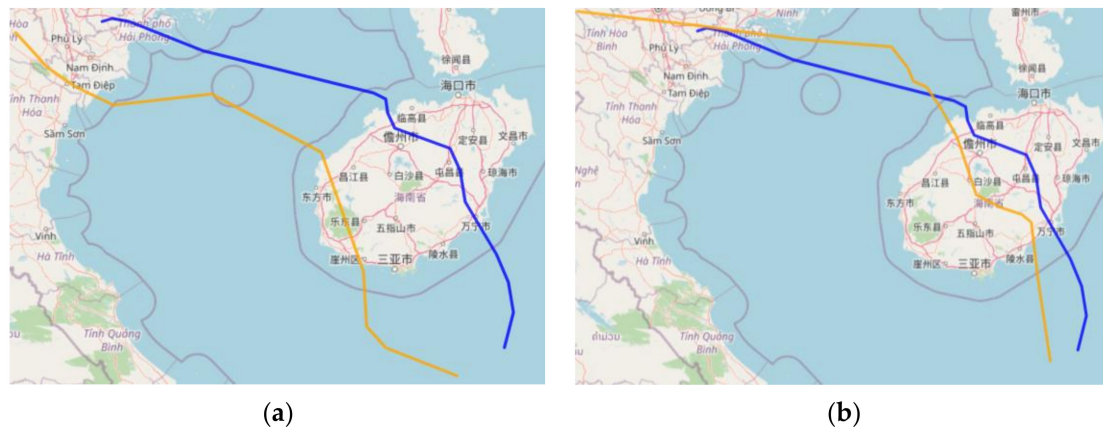 Thành phố
Hải Phòng
Hòa
Phủ Lý
Nam Định
Tam Điệp
Tỉnh Thanh
Hóa
Sầm Sơn
Vinh
Hà Tĩnh
Tỉnh Quảng
Bình
徐闻县
海口市
临高县
儋州市
定安县
文昌市
昌江县
白沙县
屯昌县
琼海市
东方市
海南省
乐东县
五指山市
万宁市
崖州区
三亚市
陵水县
(a)
Ninh
Thành phố
Hải Phòng
Tỉnh Hòa
Bình
Phủ Lý
Nam Định
Tam Điệp
Tỉnh Thanh
Hóa
Sầm Sơn
Nghệ
Vinh
Hà Tĩnh
Tỉnh Quảng
Bình
雷州市
徐闻县
海口市
临高县
儋州市
定安县
文昌市
昌江县
白沙县
屯昌县
琼海市
东方市
海南省
乐东县
五指山市
万宁市
崖州区
三亚市
陵水县
(b)